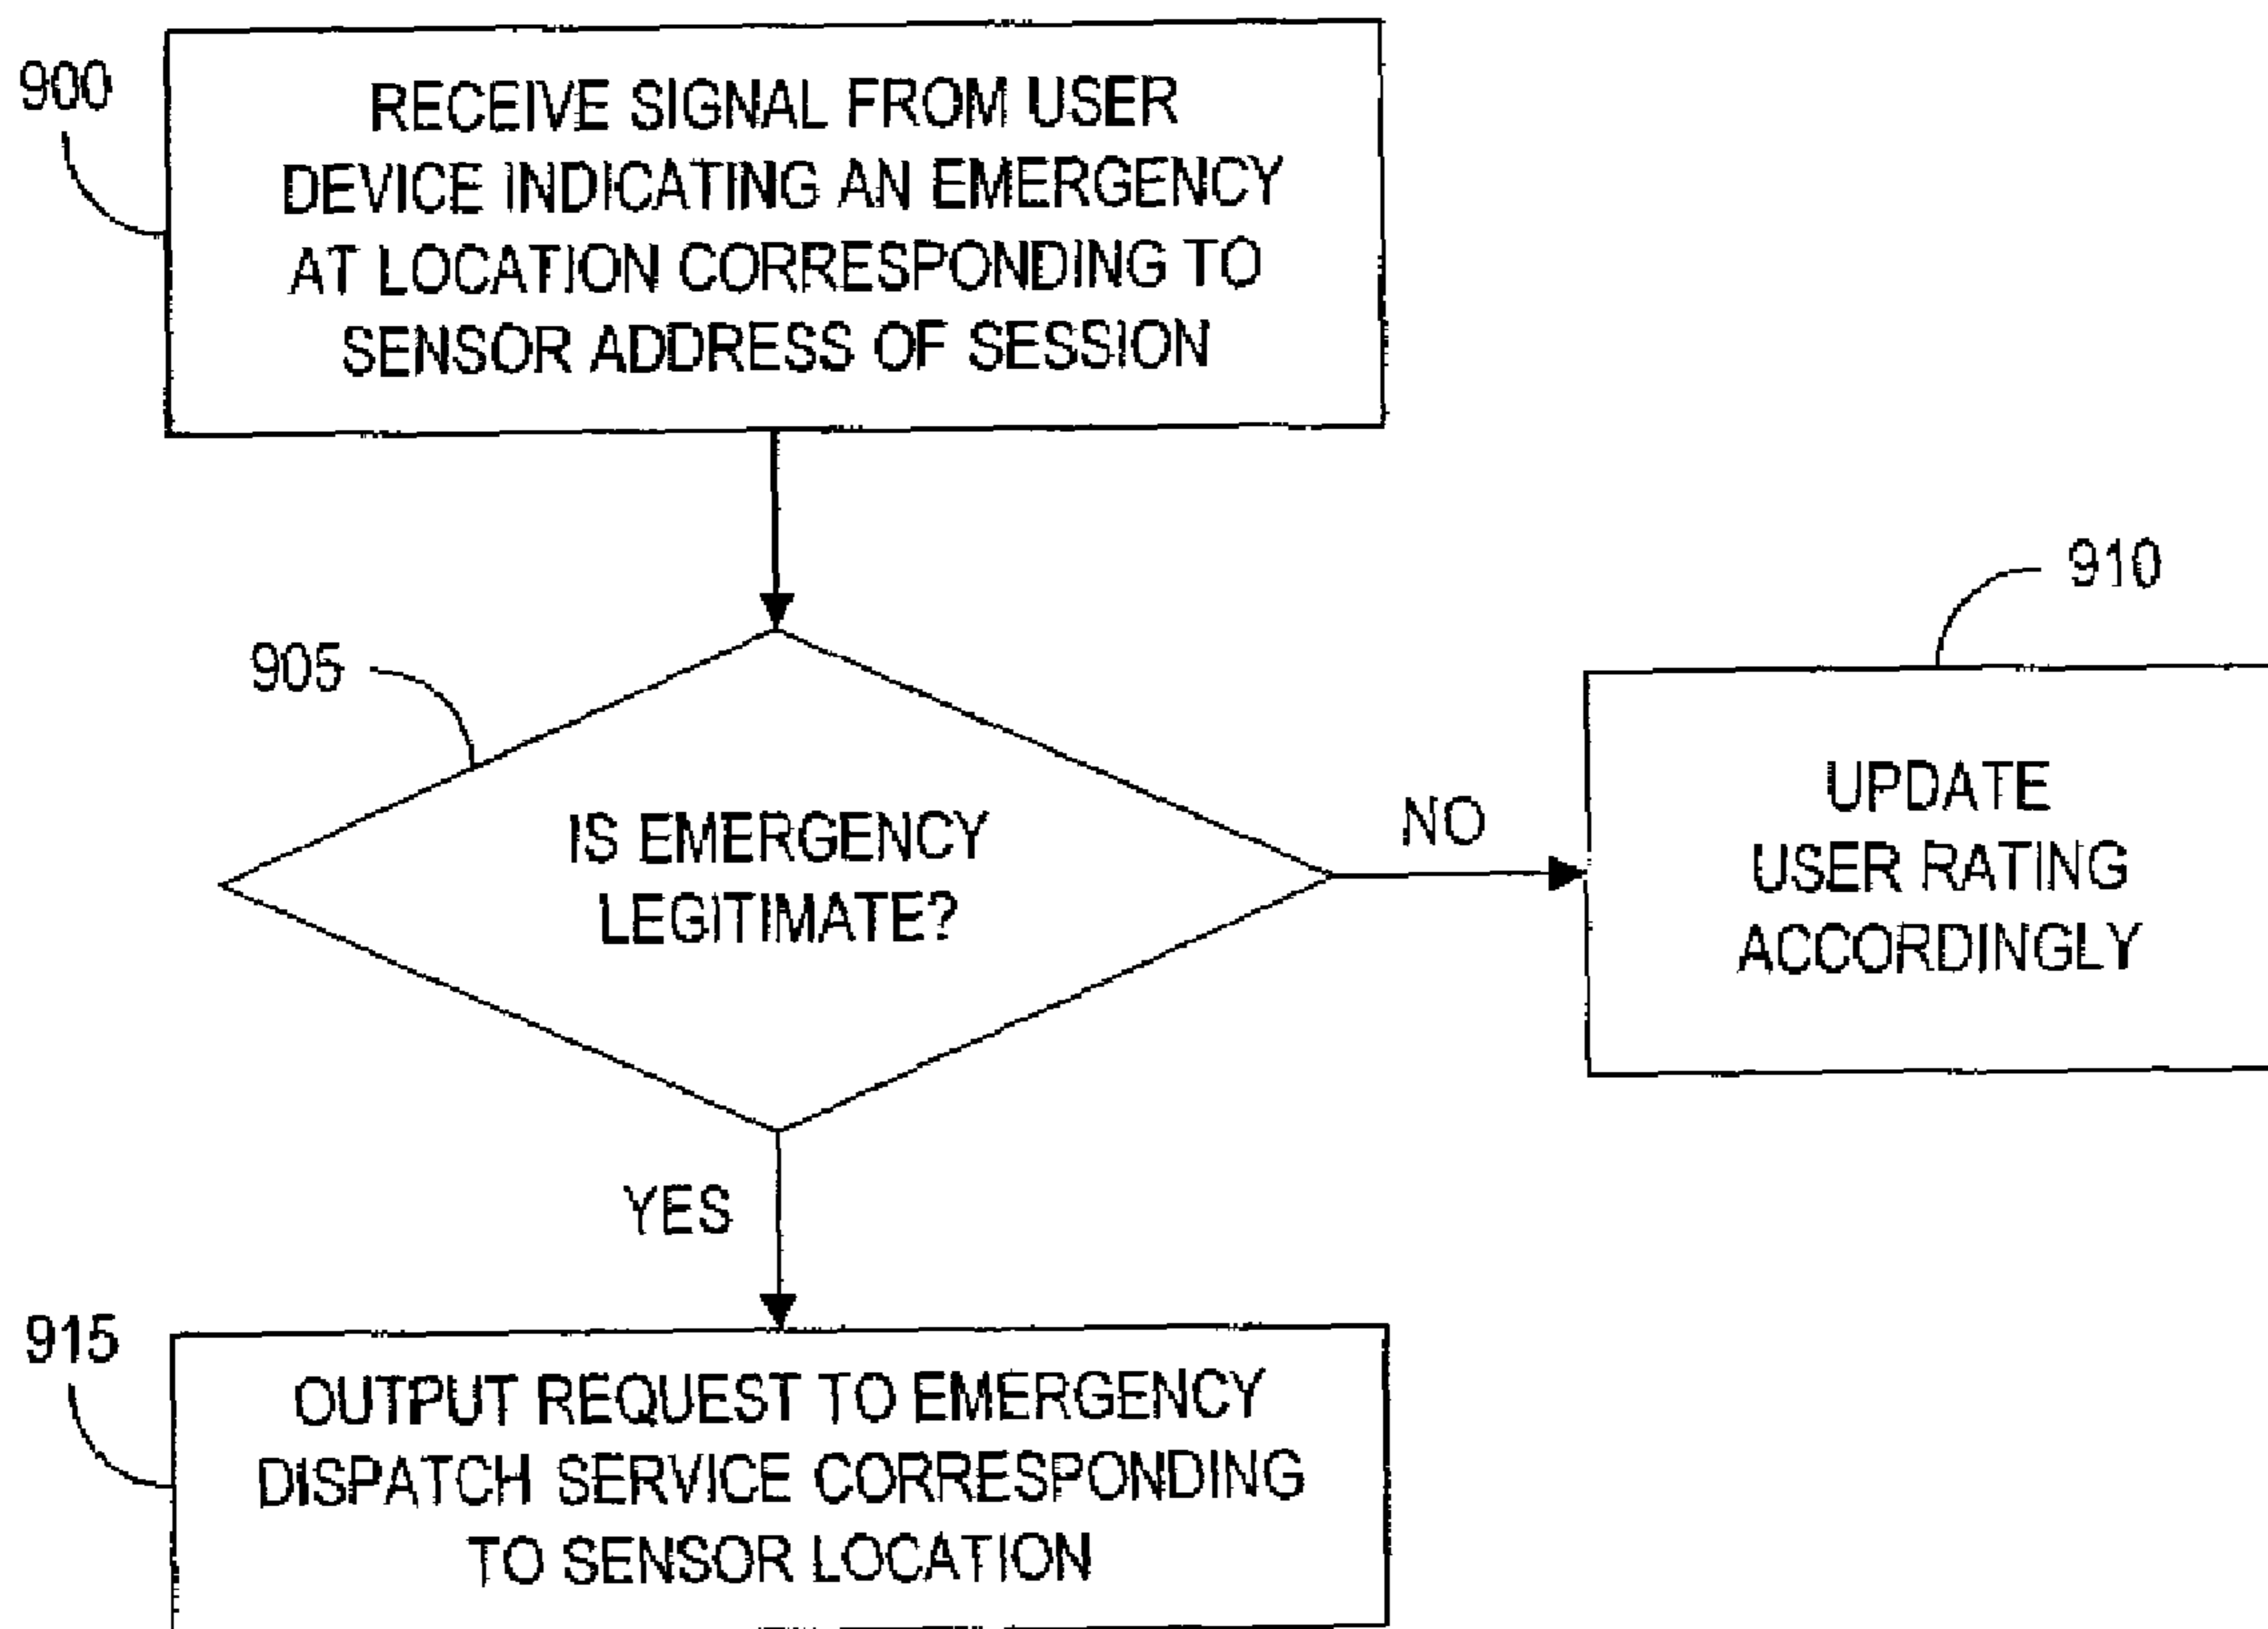 900
RECEIVE SIGNAL FROM USER
DEVICE INDICATING AN EMERGENCY
AT LOCATION CORRESPONDING TO
SENSOR ADDRESS OF SESSION
905
IS EMERGENCY
LEGITIMATE?
NO
910
UPDATE
USER RATING
ACCORDINGLY
YES
915
OUTPUT REQUEST TO EMERGENCY
DISPATCH SERVICE CORRESPONDING
TO SENSOR LOCATION